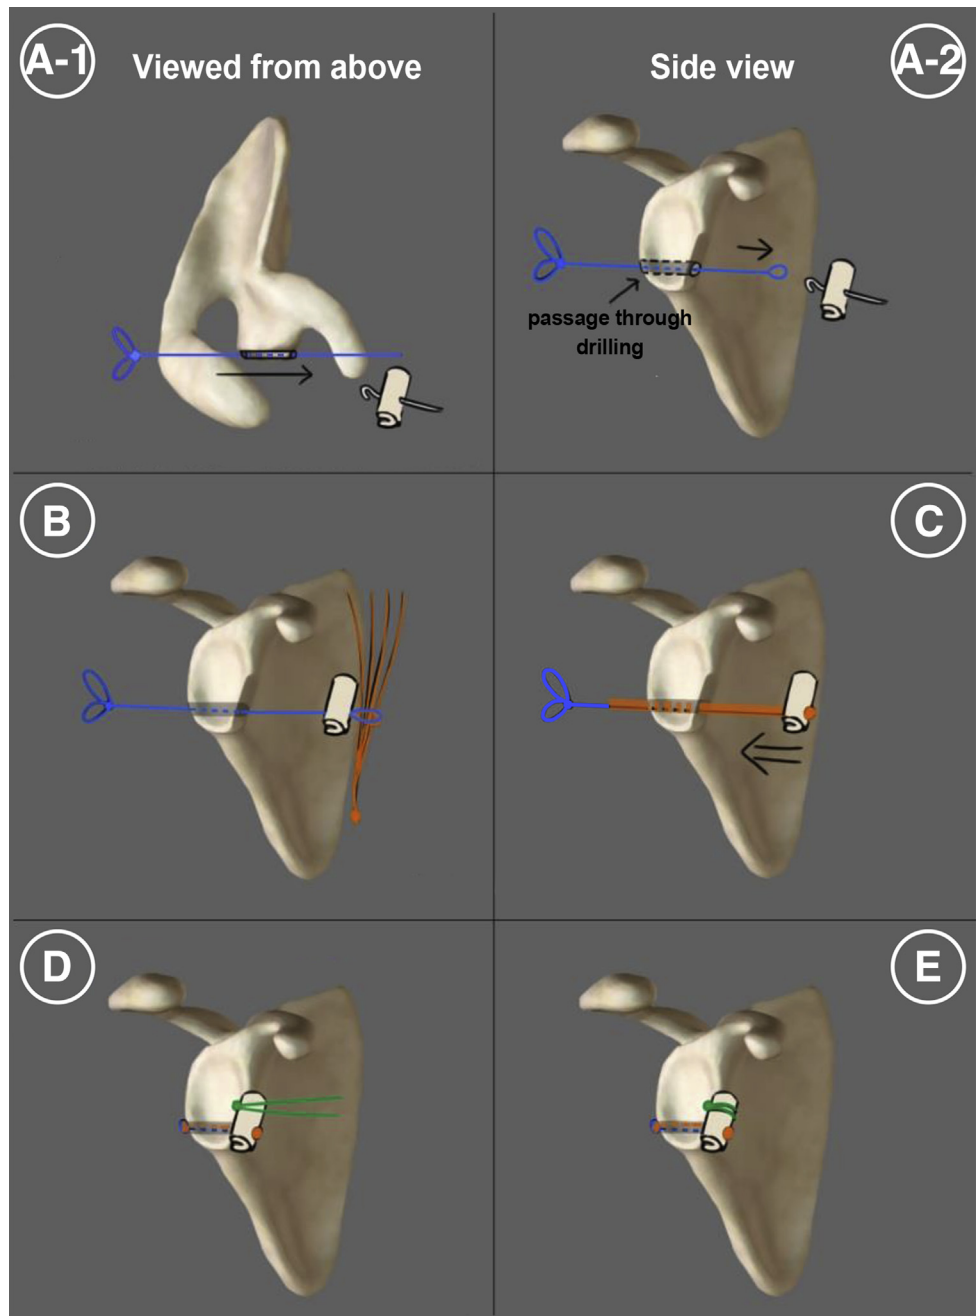 A-1
Viewed from above
Side view
A-2
passage through
drilling
B
C
D
E